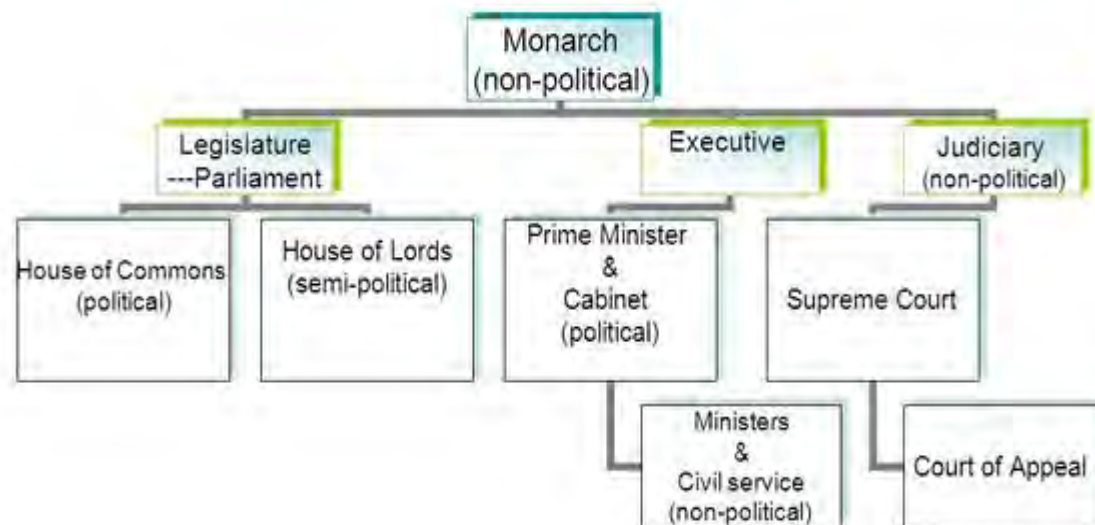 Monarch
(non-political)
Legislature
---Parliament
Executive
Judiciary
(non-political)
House of Commons
(political)
House of Lords
(semi-political)
Prime Minister
&
Cabinet
(political)
Supreme Court
Ministers
&
Civil service
(non-political)
Court of Appeal